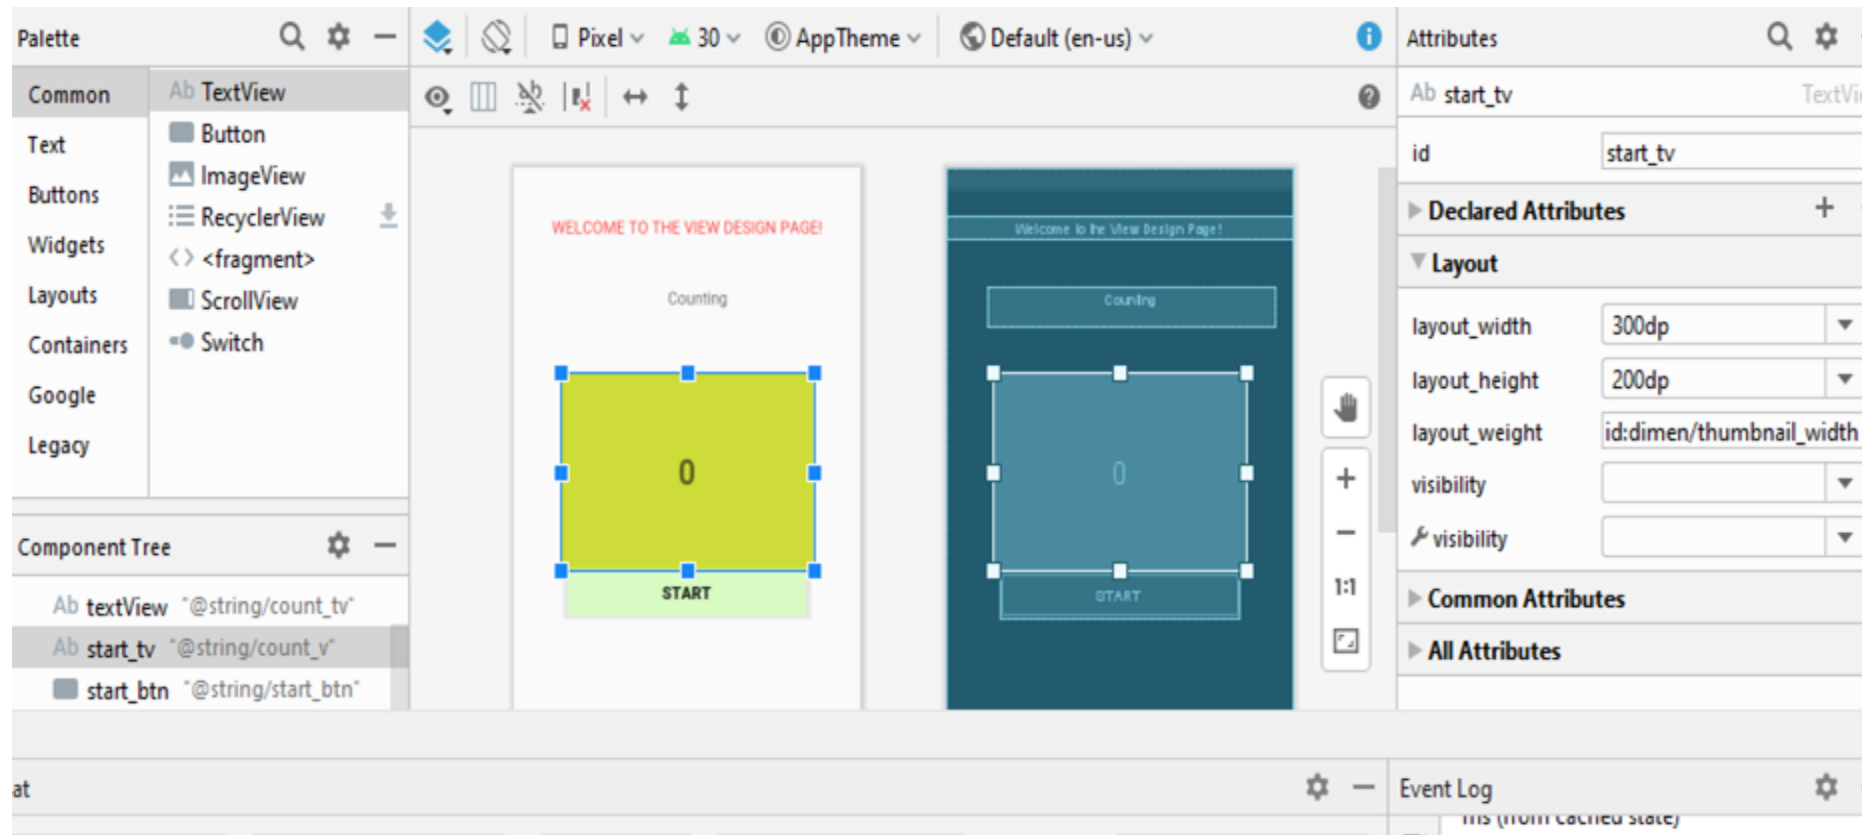 Palette
Pixel
30
AppTheme
Default (en-us)
Attributes
Common
Text
Buttons
Widgets
Layouts
Containers
Google
Legacy
Ab TextView
Button
ImageView
RecyclerView
<fragment>
ScrollView
Switch
Component Tree
Ab textView "@string/count_tv"
Ab start_tv "@string/count_v"
start_btn "@string/start_btn"
WELCOME TO THE VIEW DESIGN PAGE!
Counting
0
START
Welcome to the View Design Page!
Counting
0
START
1:1
Ab start_tv
id start_tv
Declared Attributes
Layout
layout_width 300dp
layout_height 200dp
layout_weight id:dimen/thumbnail_width
visibility
visibility
Common Attributes
All Attributes
at
Event Log
ms (from cached state)